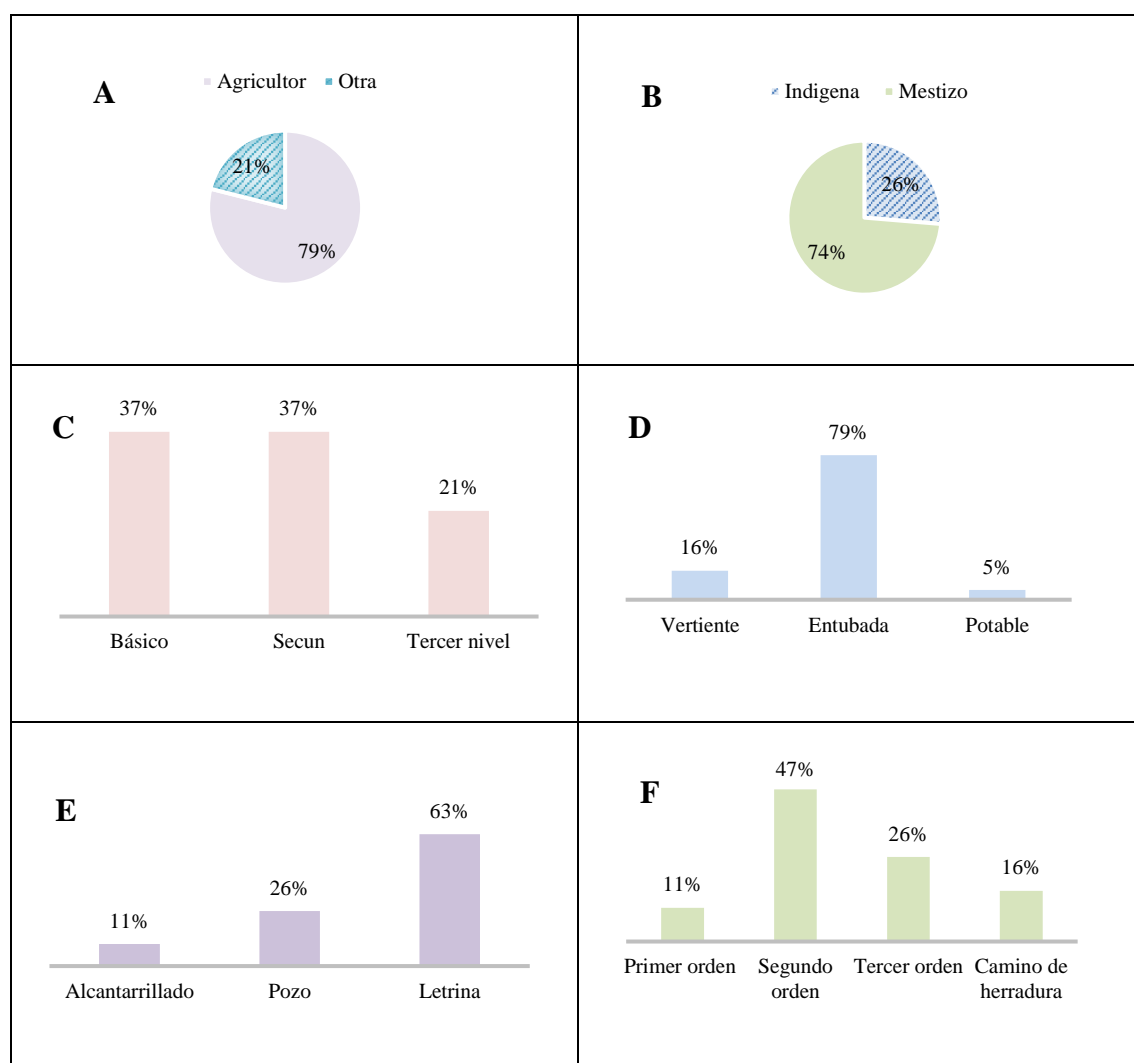 A
Agricultor Otra
21%
79%
B
Indigena Mestizo
26%
74%
C
37% 37% 21%
Básico Secun Tercer nivel
D
16% 79% 5%
Vertiente Entubada Potable
E
11% 26% 63%
Alcantarrillado Pozo Letrina
F
11% 47% 26% 16%
Primer orden Segundo Tercer orden Camino de
orden herradura